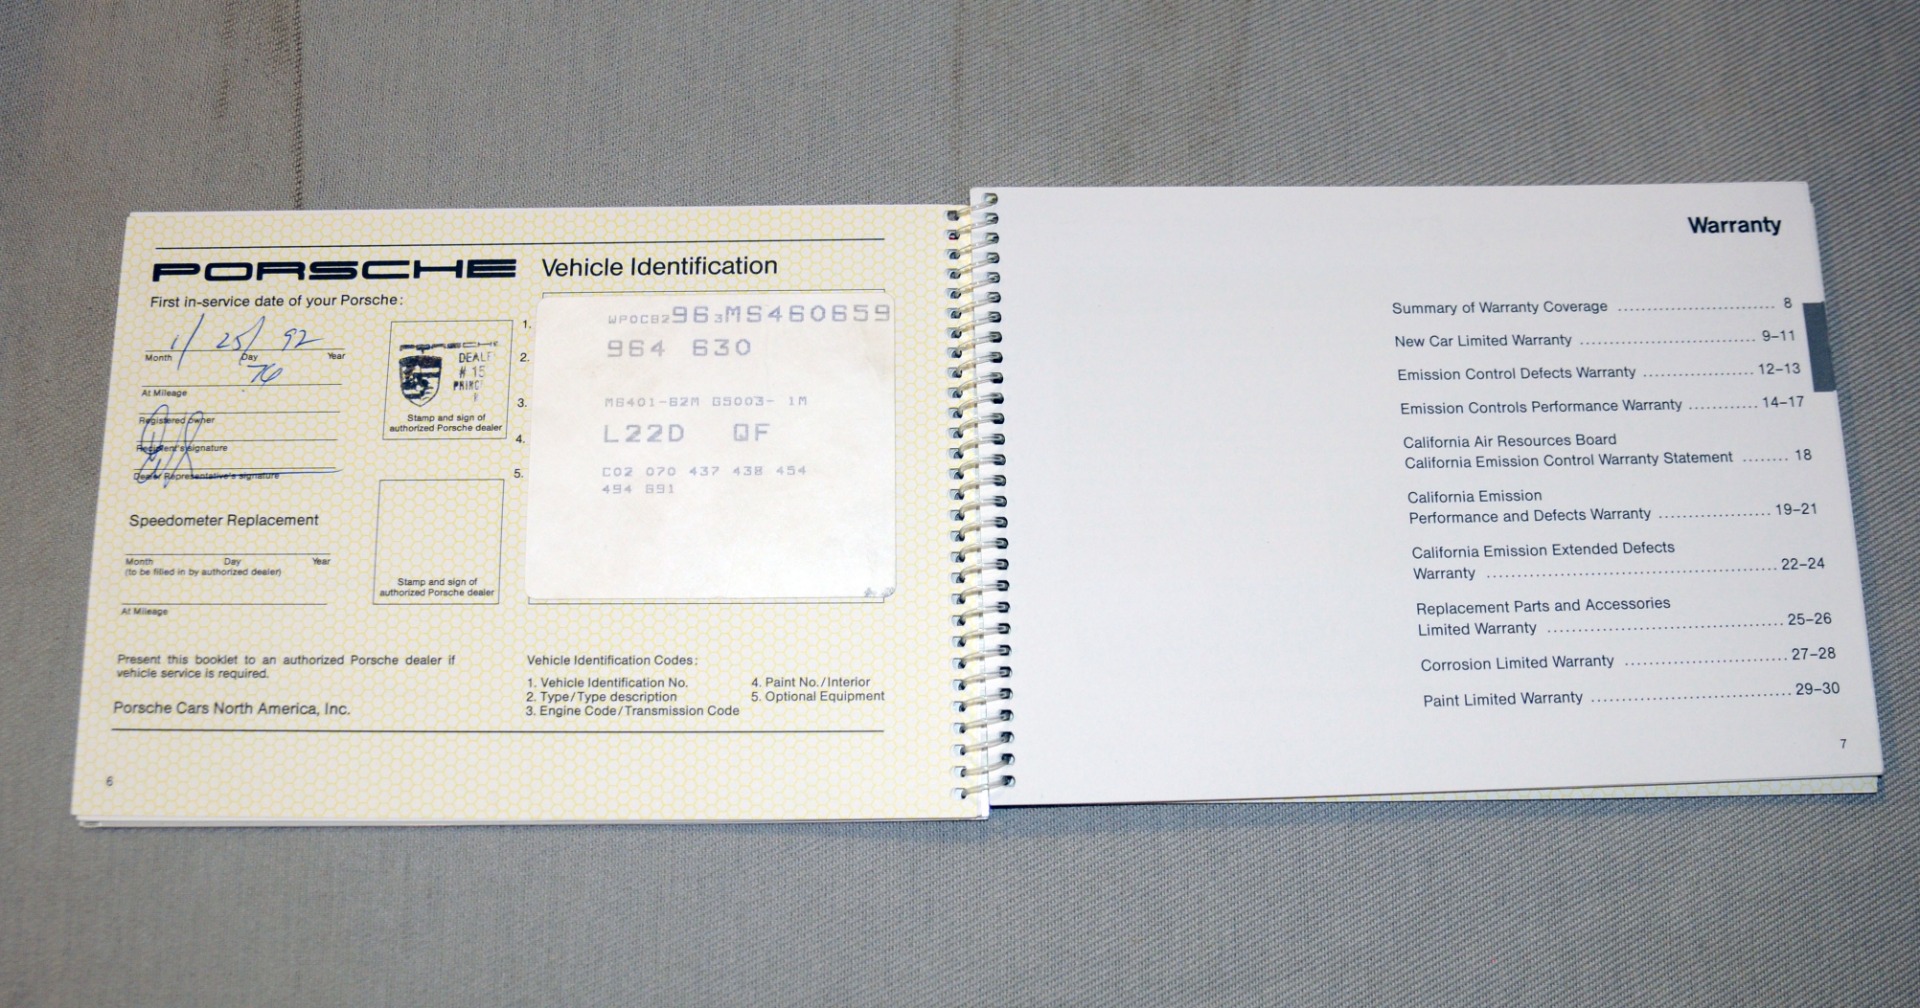 PORSCHE Vehicle Identification
First in-service date of your Porsche:
1/ 25/ 92
Month Day Year
76
At Mileage
Registered owner
Recipient's signature
Dealer Representative's signature
PORSCHE
DEALE
# 15
PRINC
Stamp and sign of
authorized Porsche dealer
Speedometer Replacement
Month Day Year
(to be filled in by authorized dealer)
At Mileage
Stamp and sign of
authorized Porsche dealer
1. WP0CB2963MS460659
2. 964 630
3. M6401-62M G5003- 1M
4. L22D QF
5. C02 070 437 438 454
494 691
Present this booklet to an authorized Porsche dealer if
vehicle service is required.
Porsche Cars North America, Inc.
Vehicle Identification Codes:
1. Vehicle Identification No.
2. Type/Type description
3. Engine Code/Transmission Code
4. Paint No./Interior
5. Optional Equipment
6
Warranty
Summary of Warranty Coverage ........................ 8
New Car Limited Warranty ........................ 9–11
Emission Control Defects Warranty .............. 12–13
Emission Controls Performance Warranty ......... 14–17
California Air Resources Board
California Emission Control Warranty Statement ........ 18
California Emission
Performance and Defects Warranty .............. 19–21
California Emission Extended Defects
Warranty ........................ 22–24
Replacement Parts and Accessories
Limited Warranty ........................ 25–26
Corrosion Limited Warranty ........................ 27–28
Paint Limited Warranty ........................ 29–30
7